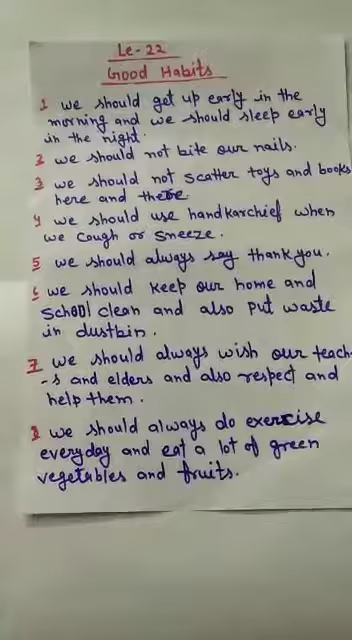 Le-22
Good Habits
1 we should get up early in the
morning and we should sleep early
in the night.
2 we should not bite our nails.
3 we should not scatter toys and books
here and there.
4 we should use handkarchief when
we cough or sneeze.
5 we should always say thank you.
6 we should keep our home and
school clean and also put waste
in dustbin.
7 we should always wish our teach-
-s and elders and also respect and
help them.
8 we should always do exercise
everyday and eat a lot of green
vegetables and fruits.